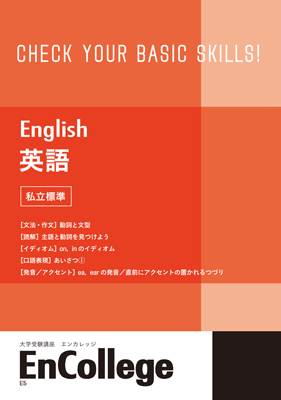 CHECK YOUR BASIC SKILLS!
English
英語
私立標準
［文法・作文］動詞と文型
［読解］主語と動詞を見つけよう
［イディオム］on, inのイディオム
［口語表現］あいさつ①
［発音／アクセント］ea, earの発音／直前にアクセントの置かれるつづり
大学受験講座 エンカレッジ
EnCollege
E5